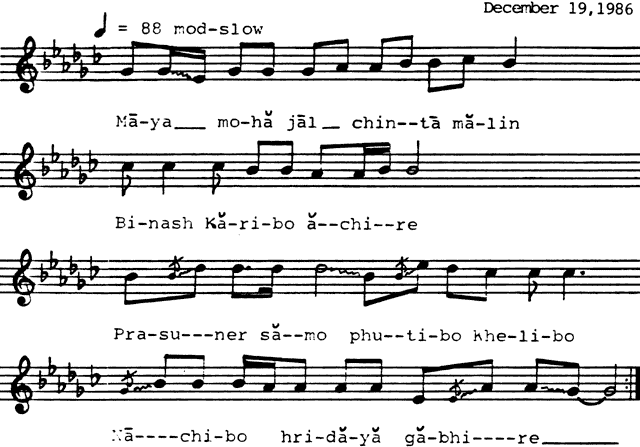 December 19,1986
♩ = 88 mod-slow
Mā-ya__ mo-hă jāl_ chin--tā mă-lin
Bi-nash Kă-ri-bo ă--chi--re
Pra-su---ner să--mo phu--ti-bo khe-li-bo
Nā----chi-bo hri-dă-yă gă-bhi----re________